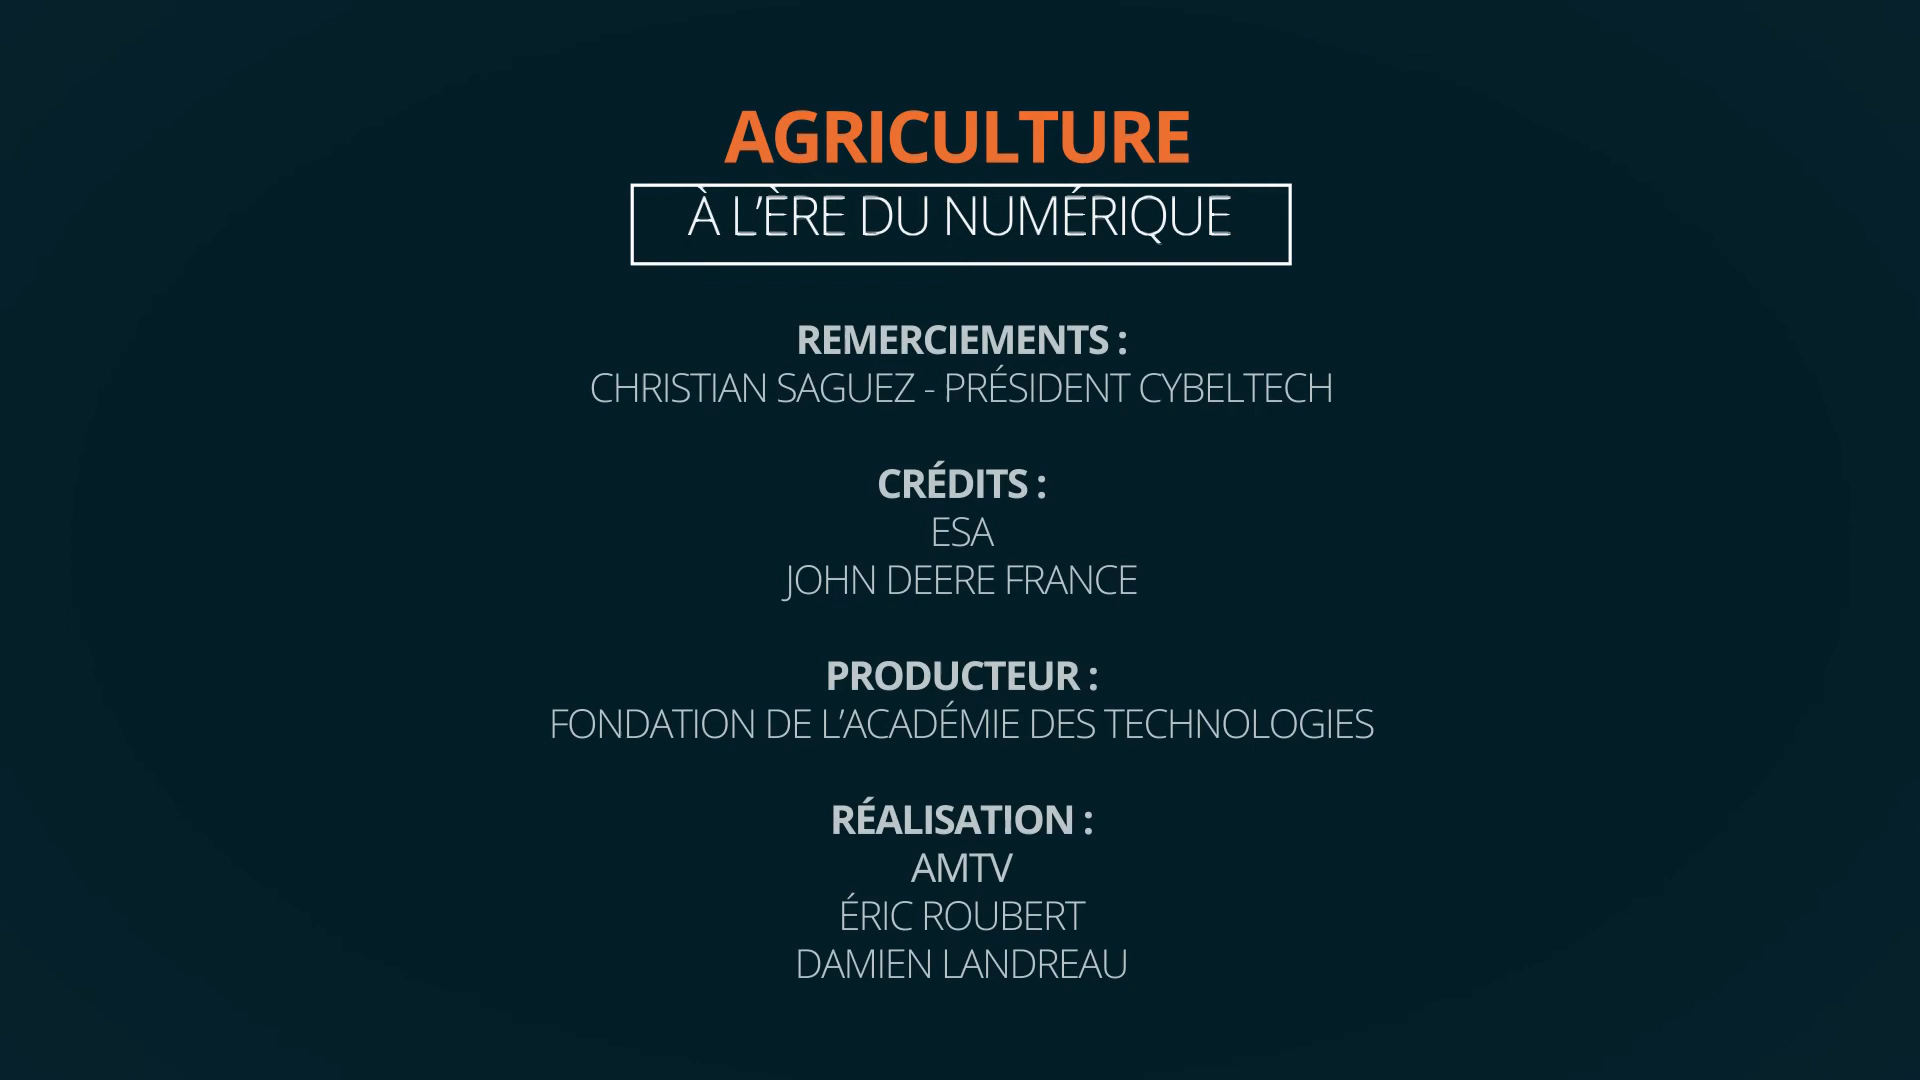 AGRICULTURE
À L'ÈRE DU NUMÉRIQUE
REMERCIEMENTS :
CHRISTIAN SAGUEZ - PRÉSIDENT CYBELTECH
CRÉDITS :
ESA
JOHN DEERE FRANCE
PRODUCTEUR :
FONDATION DE L'ACADÉMIE DES TECHNOLOGIES
RÉALISATION :
AMTV
ÉRIC ROUBERT
DAMIEN LANDREAU